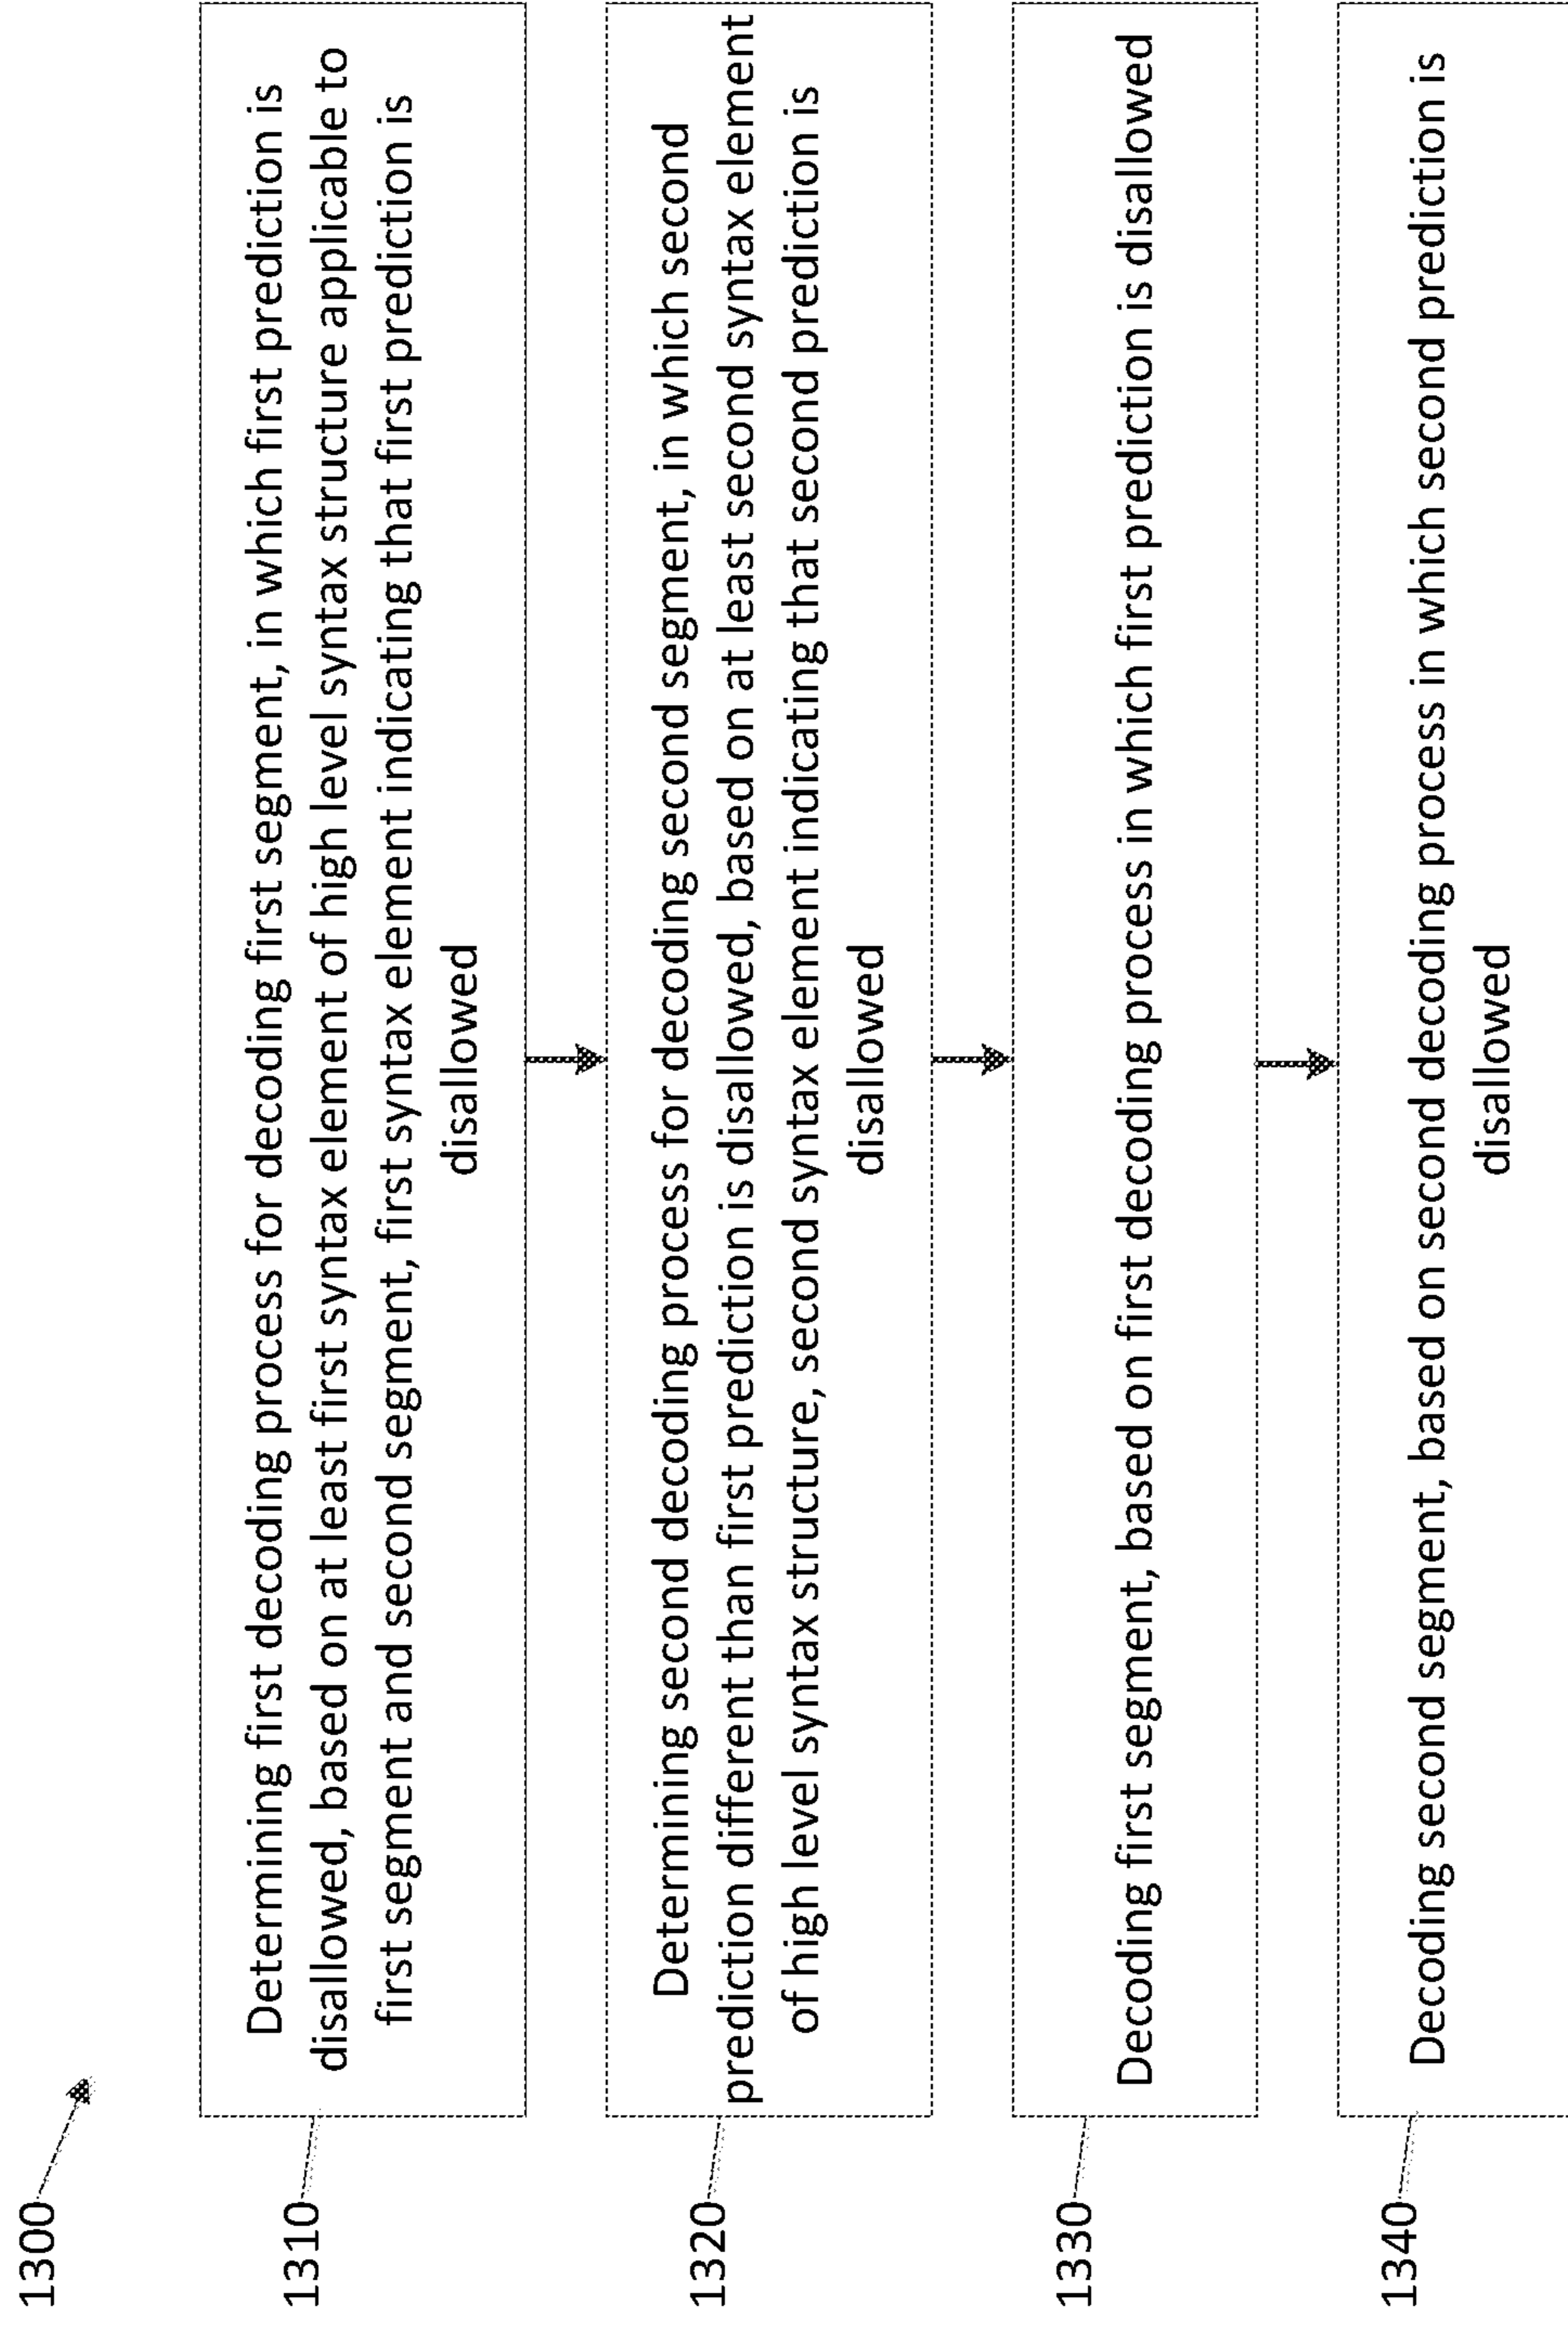 1300
1310
Determining first decoding process for decoding first segment, in which first prediction is
disallowed, based on at least first syntax element of high level syntax structure applicable to
first segment and second segment, first syntax element indicating that first prediction is
disallowed
1320
Determining second decoding process for decoding second segment, in which second
prediction different than first prediction is disallowed, based on at least second syntax element
of high level syntax structure, second syntax element indicating that second prediction is
disallowed
1330
Decoding first segment, based on first decoding process in which first prediction is disallowed
1340
Decoding second segment, based on second decoding process in which second prediction is
disallowed